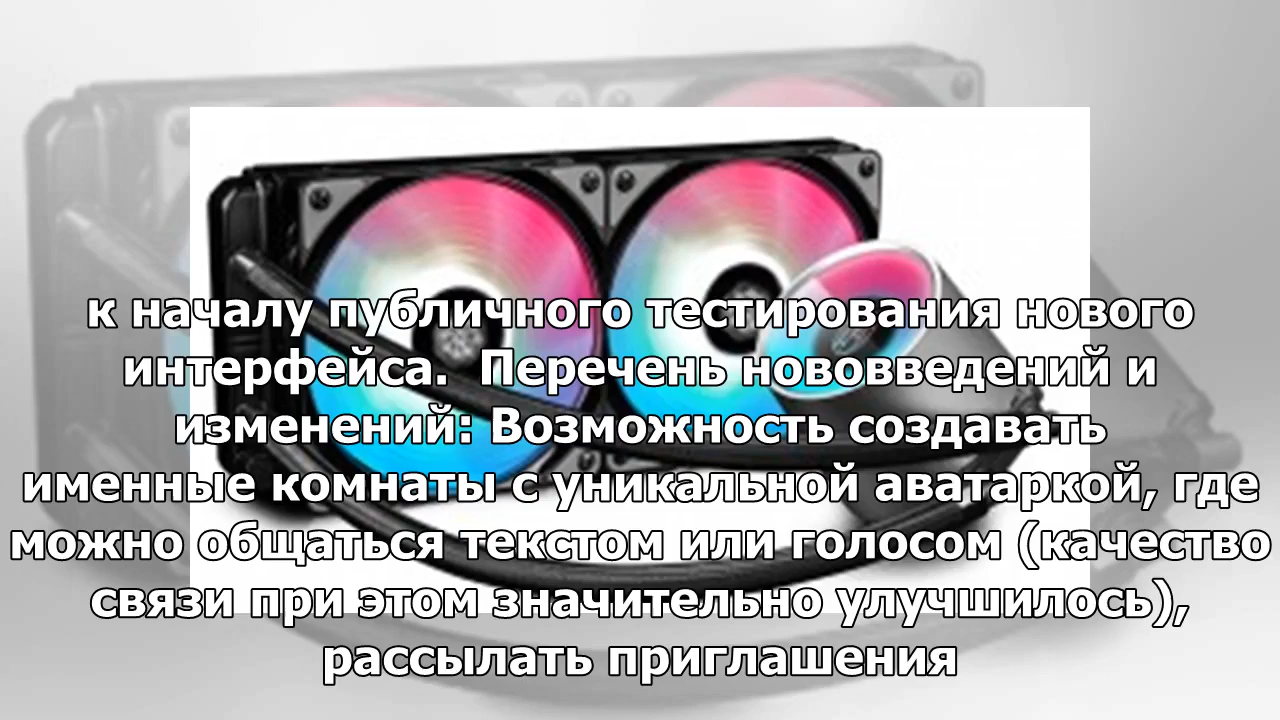 к началу публичного тестирования нового
интерфейса.  Перечень нововведений и
изменений: Возможность создавать
именные комнаты с уникальной аватаркой, где
можно общаться текстом или голосом (качество
связи при этом значительно улучшилось),
рассылать приглашения